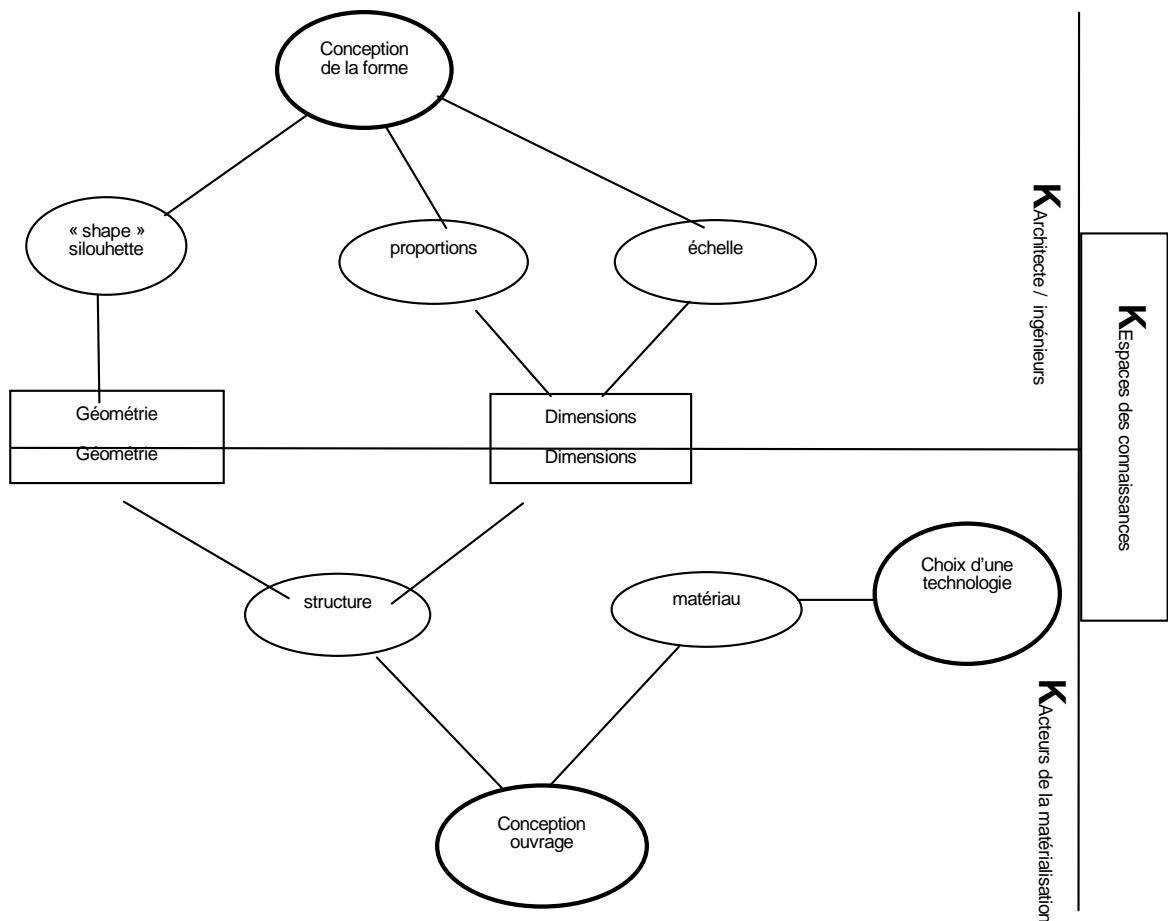 Conception
de la forme
« shape »
silouhette
proportions
échelle
Géométrie
Dimensions
Géométrie
Dimensions
structure
matériau
Choix d’une
technologie
Conception
ouvrage
KArchitecte / ingénieurs
KEspaces des connaissances
KActeurs de la matérialisation